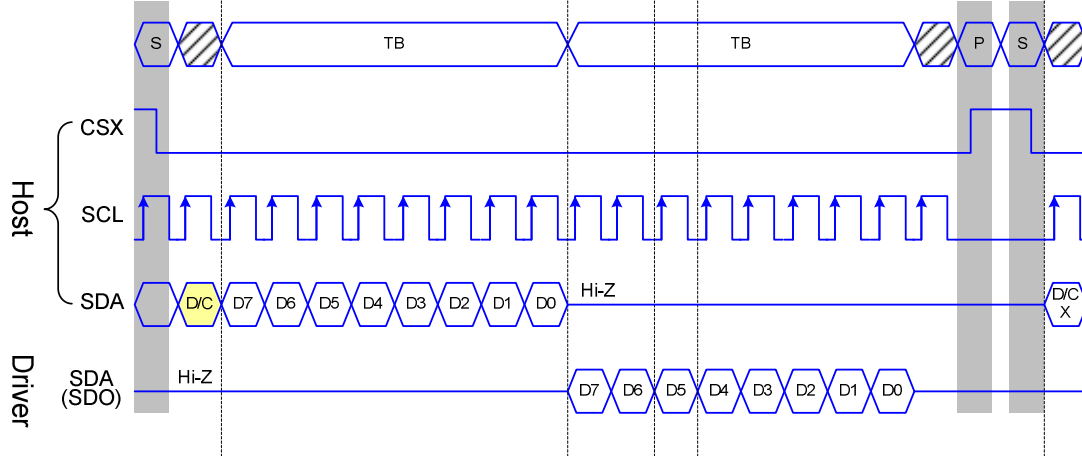 S TB TB P S
CSX
Host
SCL
SDA D/C D7 D6 D5 D4 D3 D2 D1 D0 Hi-Z D/C
X
Driver
SDA
(SDO)
Hi-Z
D7 D6 D5 D4 D3 D2 D1 D0